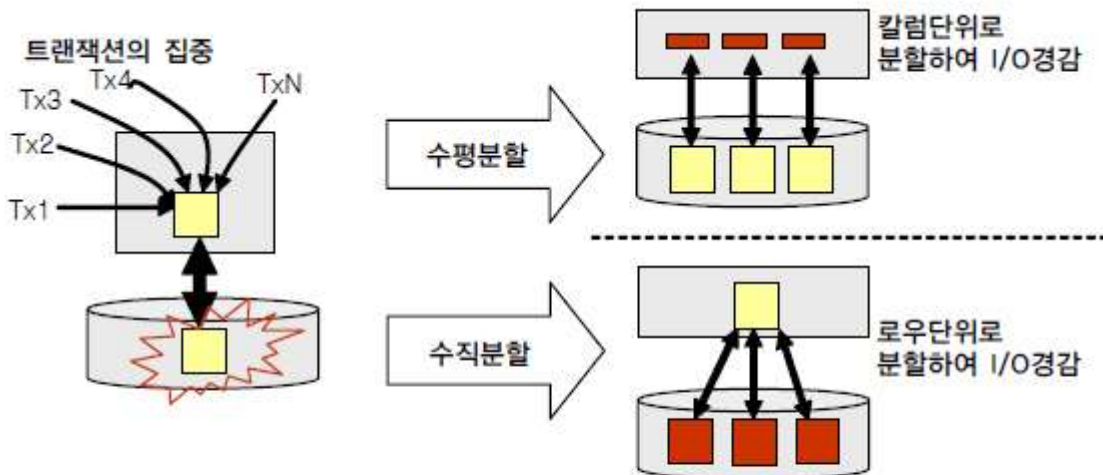 트랜잭션의 집중
Tx4
TxN
Tx3
Tx2
Tx1
수평분할
칼럼단위로
분할하여 I/O경감
수직분할
로우단위로
분할하여 I/O경감